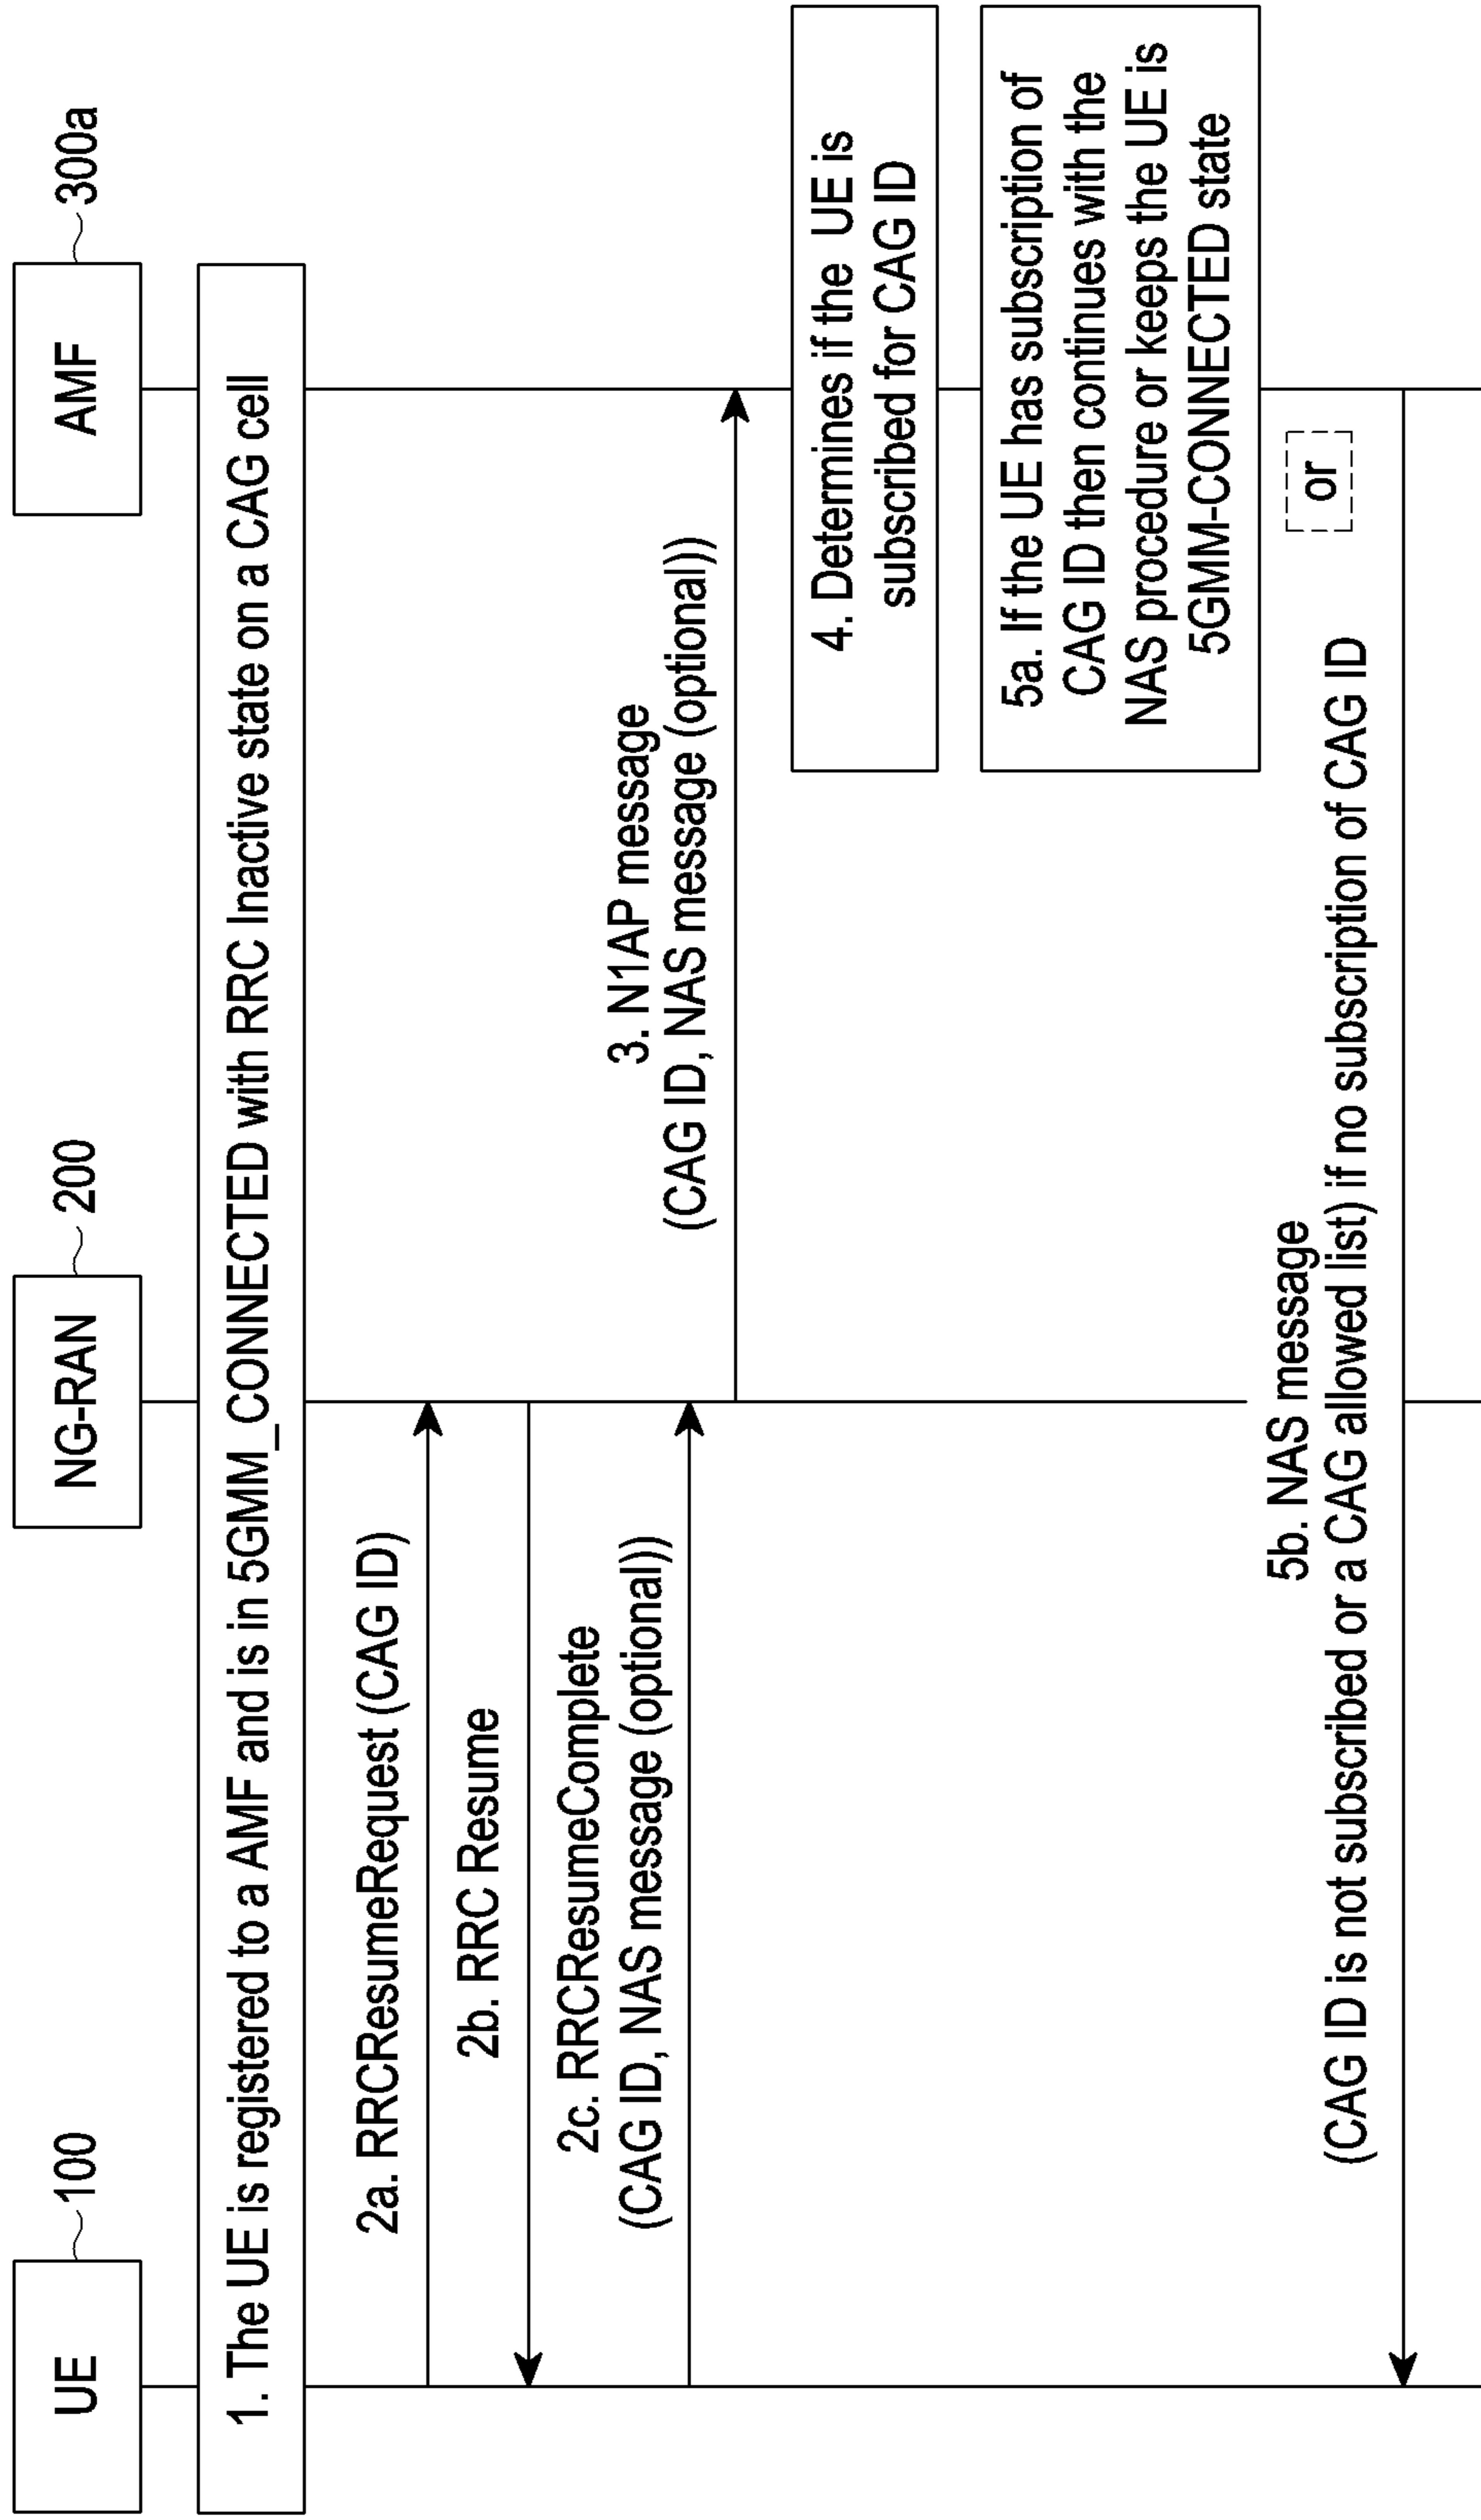 UE
100
NG-RAN
200
AMF
300a
1. The UE is registered to a AMF and is in 5GMM_CONNECTED with RRC Inactive state on a CAG cell
2a. RRCResumeRequest (CAG ID)
2b. RRC Resume
2c. RRCResumeComplete
(CAG ID, NAS message (optional))
3. N1AP message
(CAG ID, NAS message (optional))
4. Determines if the UE is
subscribed for CAG ID
5a. If the UE has subscription of
CAG ID then continues with the
NAS procedure or keeps the UE is
5GMM-CONNECTED state
or
5b. NAS message
(CAG ID is not subscribed or a CAG allowed list) if no subscription of CAG ID